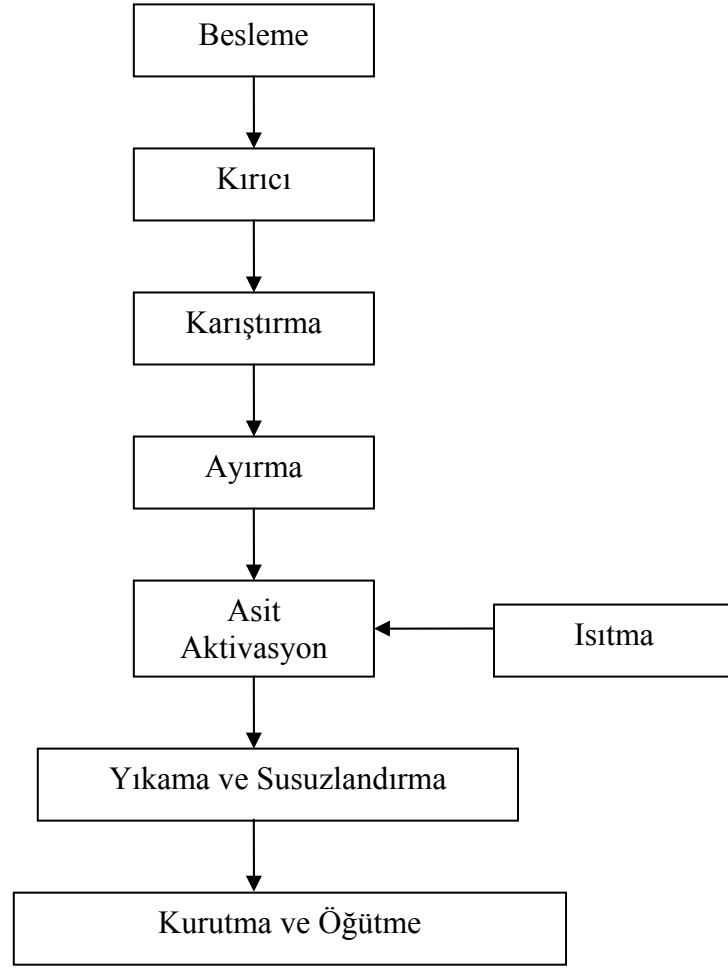 Besleme
Kırıcı
Karıştırma
Ayırma
Asit
Aktivasyon
Isıtma
Yıkama ve Susuzlandırma
Kurutma ve Öğütme